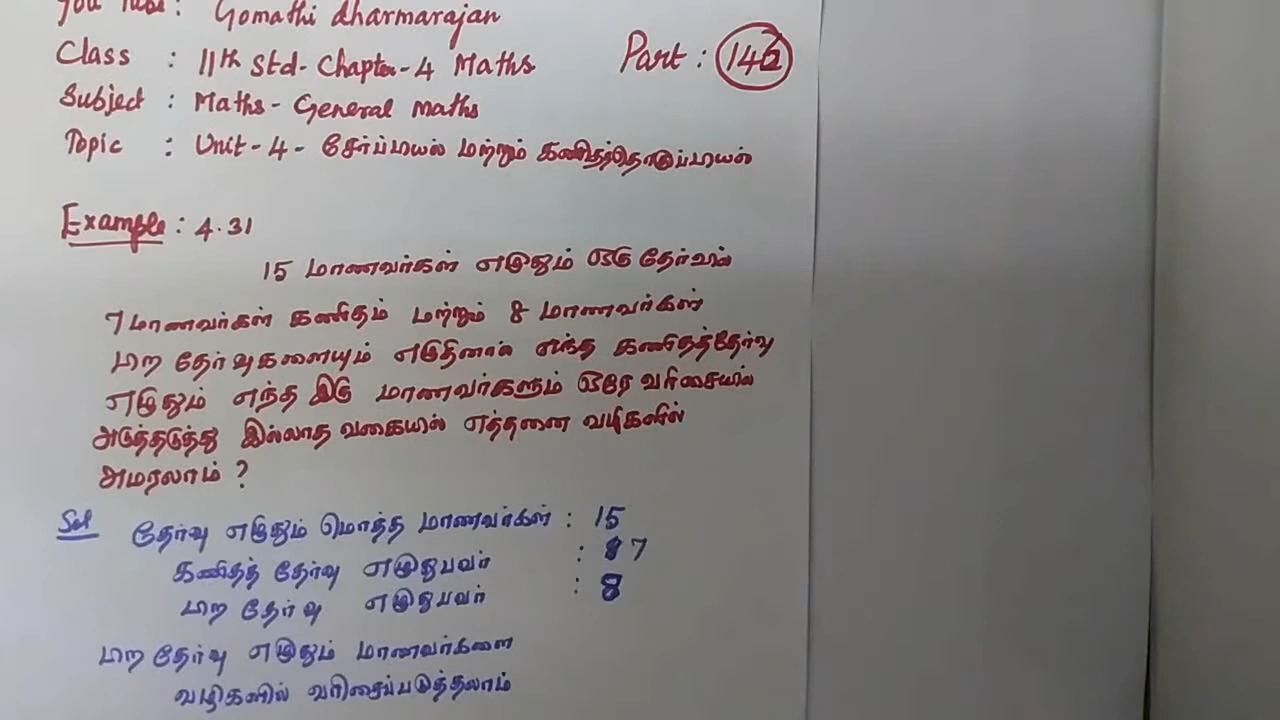 You Tube : Gomathi dharmarajan
Class : 11th Std- Chapter-4 Maths Part : 142
Subject : Maths - General maths
Topic : Unit-4- சேர்ப்பியல் மற்றும் கணிதத்தொகுப்பியல்
Example : 4.31
15 மாணவர்கள் எழுதும் ஒரு தேர்வில்
7 மாணவர்கள் கணிதம் மற்றும் 8 மாணவர்கள்
பிற தேர்வுகளையும் எழுதினால் எந்த கணிதத்தேர்வு
எழுதும் எந்த இரு மாணவர்களும் ஒரே வரிசையில்
அடுத்தடுத்து இல்லாத வகையில் எத்தனை வழிகளில்
அமரலாம் ?
Sol தேர்வு எழுதும் மொத்த மாணவர்கள் : 15
கணிதத் தேர்வு எழுதுபவர் : 7
பிற தேர்வு எழுதுபவர் : 8
பிற தேர்வு எழுதும் மாணவர்களை
வழிகளில் வரிசைப்படுத்தலாம்